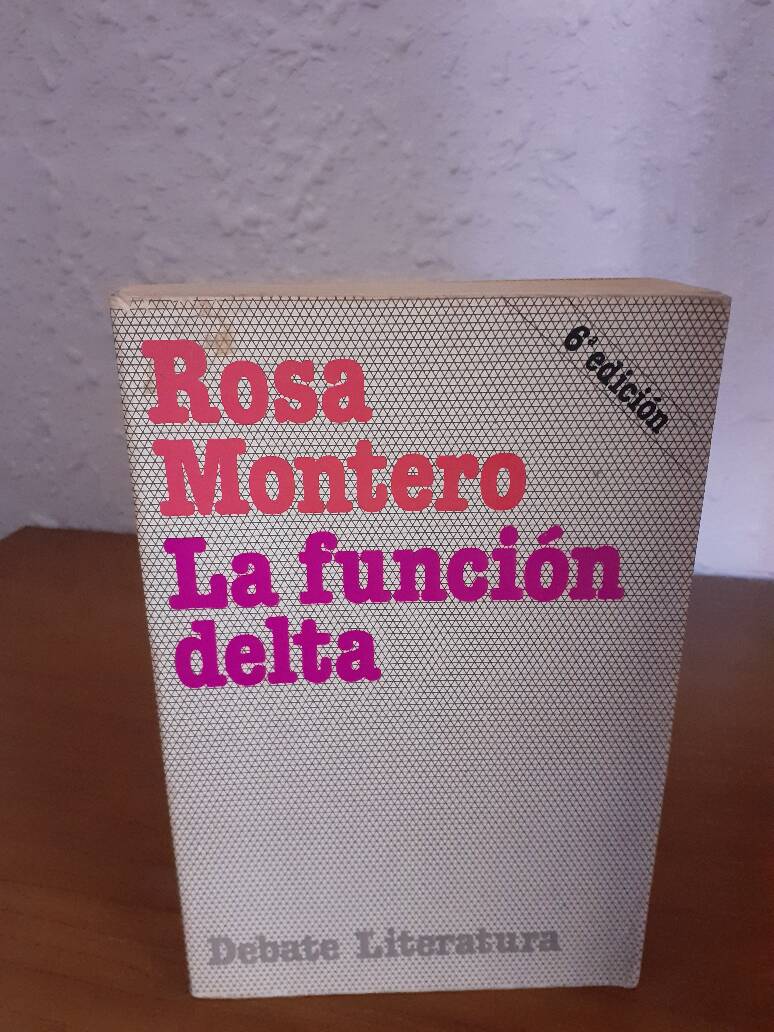 Rosa
Montero
La función
delta
6ª edición
Debate Literatura